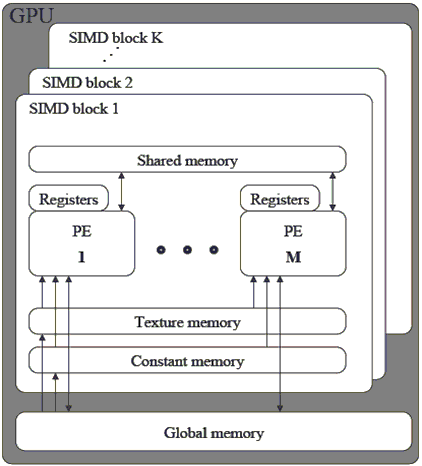 GPU
SIMD block K
SIMD block 2
SIMD block 1
Shared memory
Registers
Registers
PE
1
PE
M
Texture memory
Constant memory
Global memory